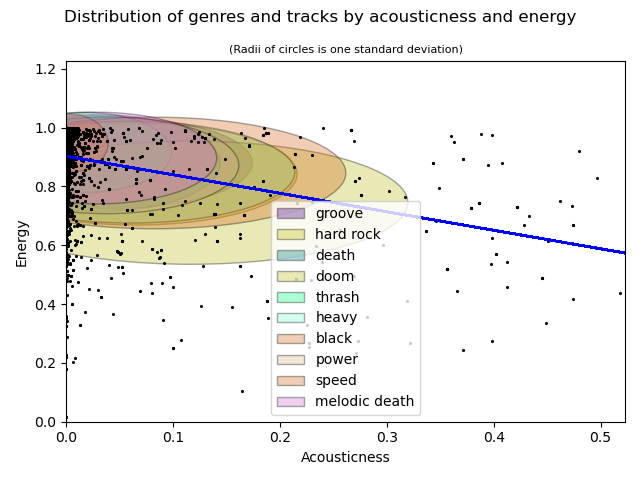 Distribution of genres and tracks by acousticness and energy
(Radii of circles is one standard deviation)
1.2
1.0
0.8
0.6
0.4
0.2
0.0
Energy
groove
hard rock
death
doom
thrash
heavy
black
power
speed
melodic death
0.0 0.1 0.2 0.3 0.4 0.5
Acousticness